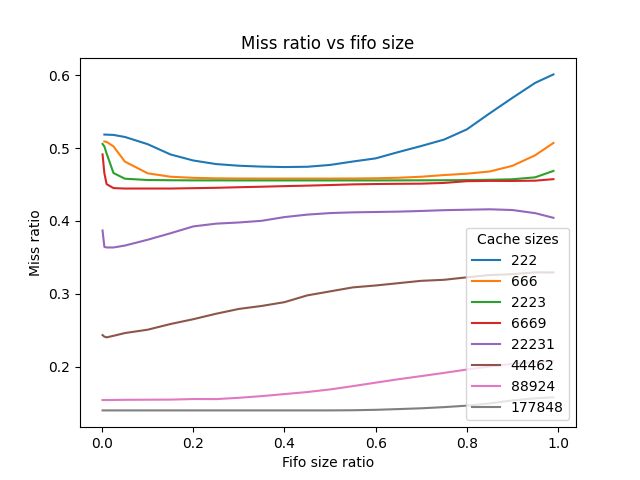 Miss ratio vs fifo size
Miss ratio
0.6
0.5
0.4
0.3
0.2
Cache sizes
222
666
2223
6669
22231
44462
88924
177848
0.0 0.2 0.4 0.6 0.8 1.0
Fifo size ratio